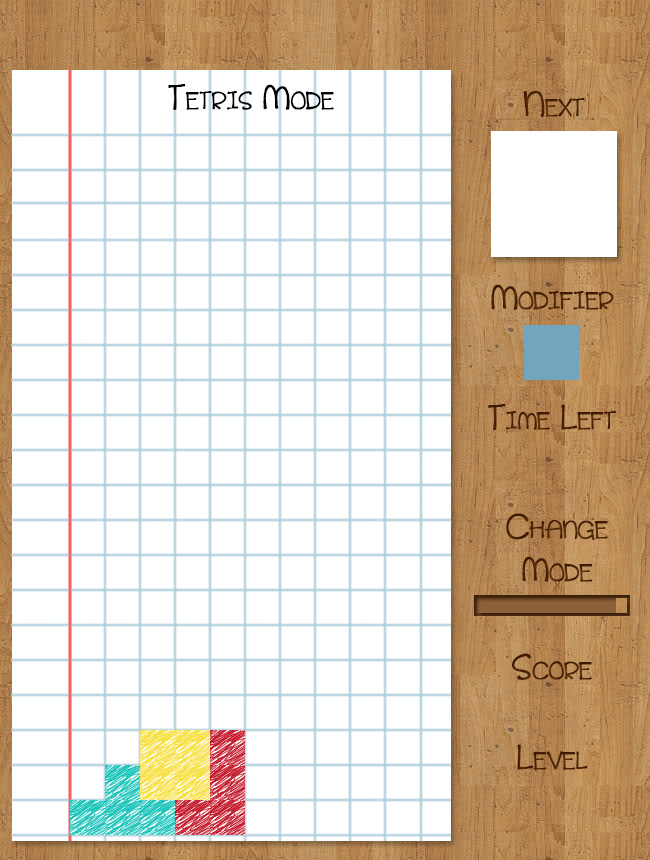 Tetris Mode
Next
Modifier
Time Left
Change
Mode
Score
Level